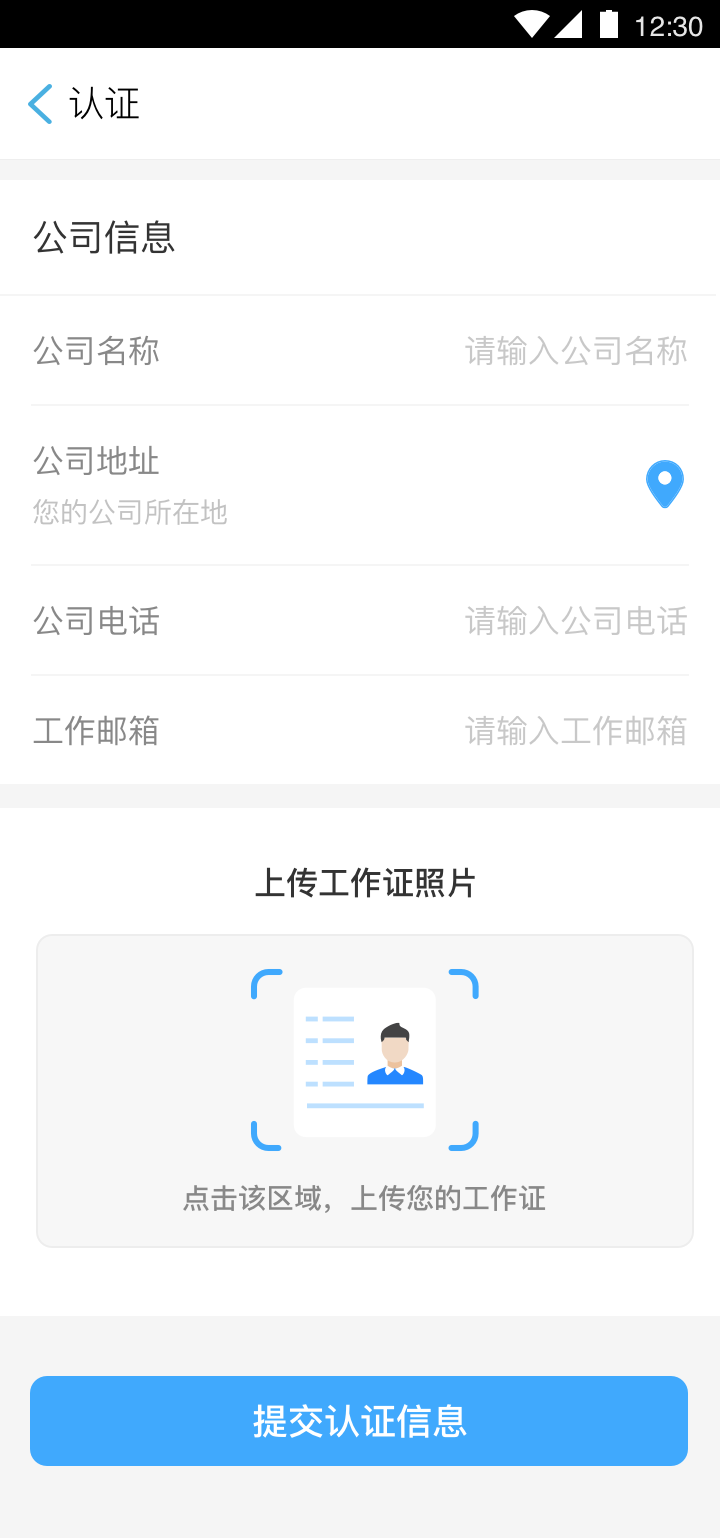 12:30
认证
公司信息
公司名称 请输入公司名称
公司地址
您的公司所在地
公司电话 请输入公司电话
工作邮箱 请输入工作邮箱
上传工作证照片
点击该区域，上传您的工作证
提交认证信息